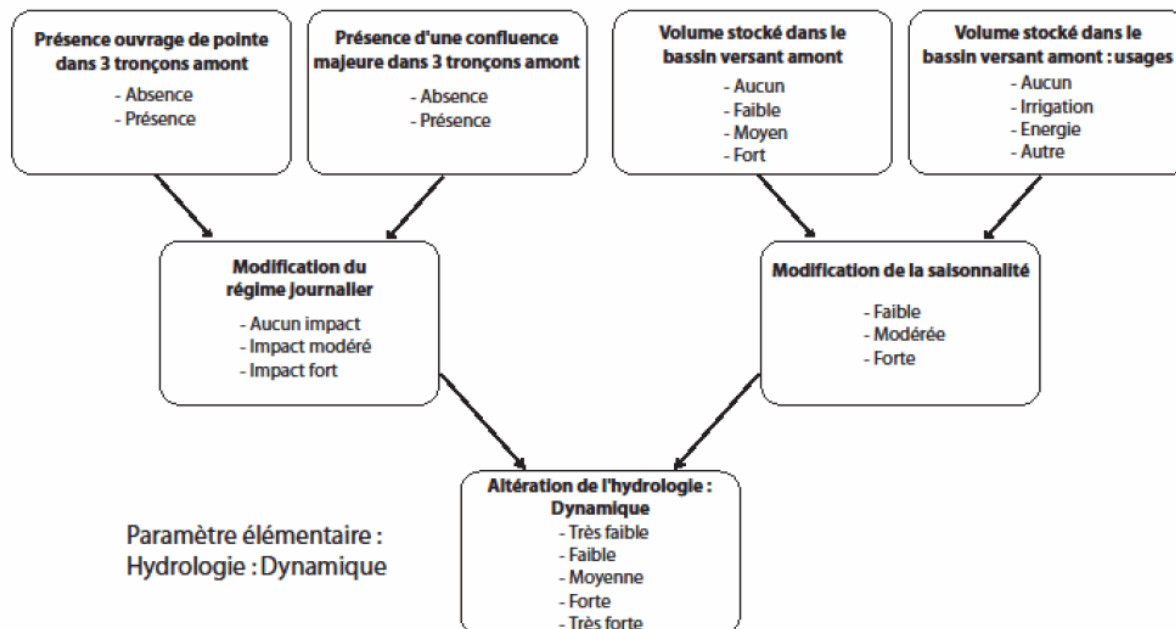 Présence ouvrage de pointe
dans 3 tronçons amont
- Absence
- Présence
Présence d'une confluence
majeure dans 3 tronçons amont
- Absence
- Présence
Volume stocké dans le
bassin versant amont
- Aucun
- Faible
- Moyen
- Fort
Volume stocké dans le
bassin versant amont : usages
- Aucun
- Irrigation
- Energie
- Autre
Modification du
régime journalier
- Aucun impact
- Impact modéré
- Impact fort
Modification de la saisonnalité
- Faible
- Modérée
- Forte
Altération de l'hydrologie :
Dynamique
- Très faible
- Faible
- Moyenne
- Forte
- Très forte
Paramètre élémentaire :
Hydrologie : Dynamique